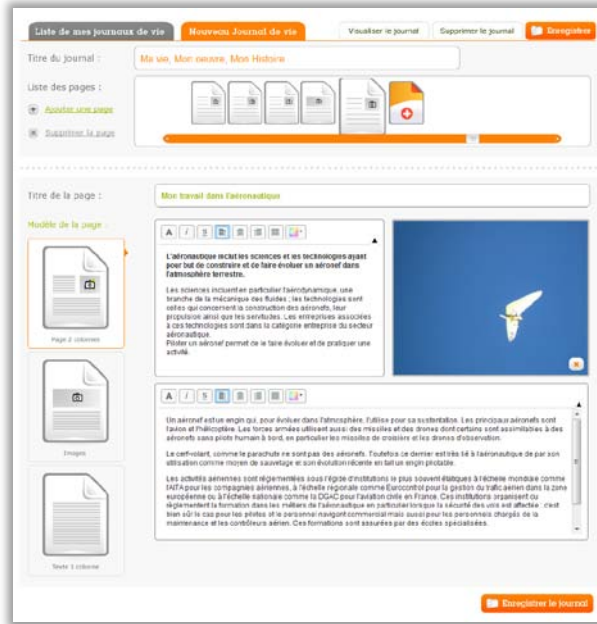 Liste de mes journaux de vie
Nouveau Journal de vie
Visualiser le journal
Supprimer le journal
Enregistrer
Titre du journal :
Ma vie, Mon oeuvre, Mon Histoire
Liste des pages :
Ajouter une page
Supprimer la page
Titre de la page :
Mon travail dans l'aéronautique
Modèle de la page :
Page 2 colonnes
Images
Texte 1 colonne
A i S
L'aéronautique inclut les sciences et les technologies ayant
pour but de construire et de faire évoluer un aéronef dans
l'atmosphère terrestre.
Les sciences incluent en particulier l'aérodynamique, une
branche de la mécanique des fluides ; les technologies sont
celles qui concernent la construction des aéronefs, leur
propulsion ainsi que les servitudes. Les entreprises associées
à ces technologies sont dans la catégorie entreprise du secteur
aéronautique.
Piloter un aéronef permet de le faire évoluer et de pratiquer une
activité.
A i S
Un aéronef est un engin qui, pour évoluer dans l'atmosphère, l'utilise pour sa sustentation. Les principaux aéronefs sont
l'avion et l'hélicoptère. Les forces armées utilisent aussi des missiles et des drones dont certains sont assimilables à des
aéronefs sans pilote humain à bord, en particulier les missiles de croisière et les drones d'observation.
Le cerf-volant, comme le parachute ne sont pas des aéronefs. Toutefois ce dernier est très lié à l'aéronautique de par son
utilisation comme moyen de sauvetage et son évolution récente en fait un engin pilotable.
Les activités aériennes sont réglementées sous l'égide d'institutions le plus souvent étatiques à l'échelle mondiale comme
l'AITA pour les compagnies aériennes, à l'échelle régionale comme Eurocontrol pour la gestion du trafic aérien dans la zone
européenne ou à l'échelle nationale comme la DGAC pour l'aviation civile en France. Ces institutions organisent ou
réglementent la formation dans les métiers de l'aéronautique en particulier lorsque la sécurité des vols est affectée : c'est
bien sûr le cas pour les pilotes et le personnel navigant commercial mais aussi pour les personnels chargés de la
maintenance et les contrôleurs aérien. Ces formations sont assurées par des écoles spécialisées.
Enregistrer le journal